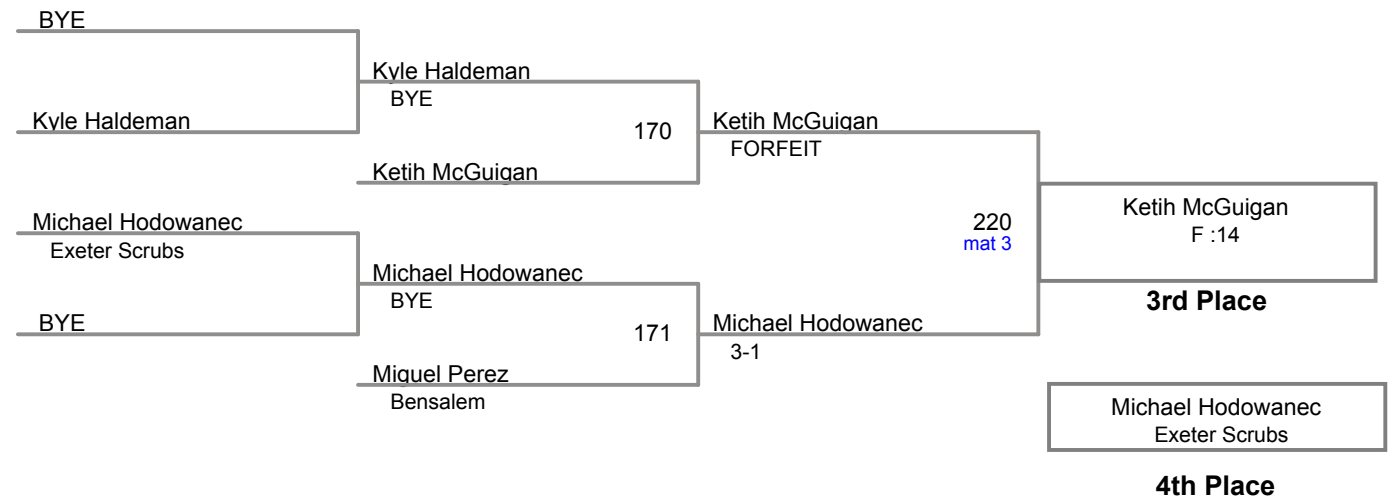 BYE
Kyle Haldeman
BYE
Kyle Haldeman
170
Ketih McGuigan
FORFEIT
Ketih McGuigan
Michael Hodowanec
Exeter Scrubs
220
mat 3
Ketih McGuigan
F :14
Michael Hodowanec
BYE
3rd Place
BYE
171
Michael Hodowanec
3-1
Miguel Perez
Bensalem
Michael Hodowanec
Exeter Scrubs
4th Place